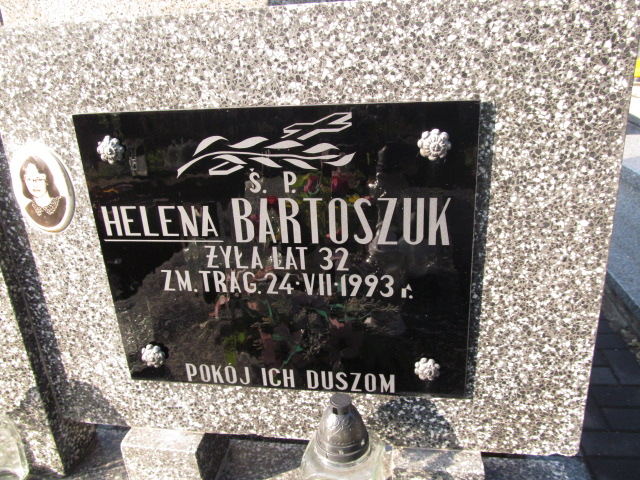 Ś. P.
HELENA BARTOSZUK
ŻYŁA LAT 32
ZM. TRAG. 24·VII·1993 r.
POKÓJ ICH DUSZOM